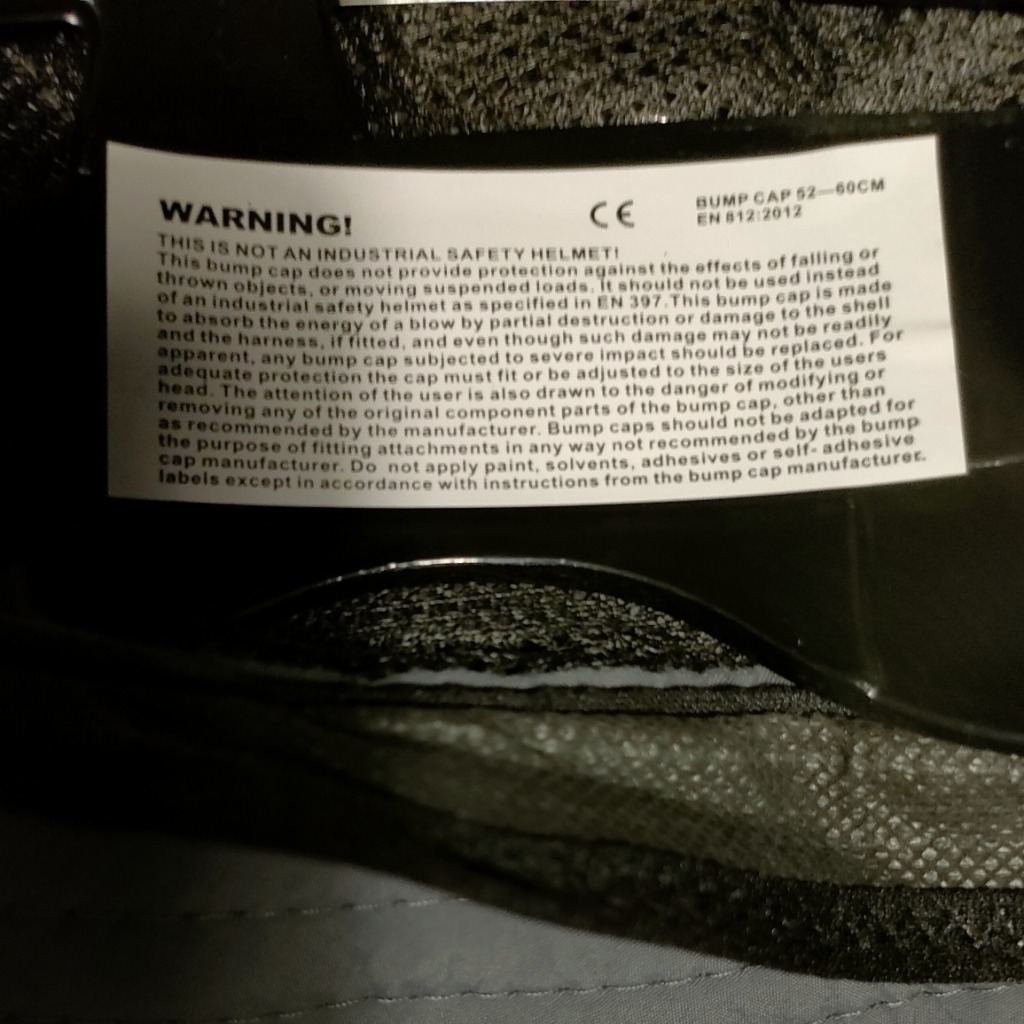 WARNING!
CE
BUMP CAP 52—60CM
EN 812:2012
THIS IS NOT AN INDUSTRIAL SAFETY HELMET!
This bump cap does not provide protection against the effects of falling or
thrown objects, or moving suspended loads. It should not be used instead
of an industrial safety helmet as specified in EN 397.This bump cap is made
to absorb the energy of a blow by partial destruction or damage to the shell
and the harness, if fitted, and even though such damage may not be readily
apparent, any bump cap subjected to severe impact should be replaced. For
adequate protection the cap must fit or be adjusted to the size of the users
head. The attention of the user is also drawn to the danger of modifying or
removing any of the original component parts of the bump cap, other than
as recommended by the manufacturer. Bump caps should not be adapted for
the purpose of fitting attachments in any way not recommended by the bump
cap manufacturer. Do not apply paint, solvents, adhesives or self- adhesive
labels except in accordance with instructions from the bump cap manufacturer.